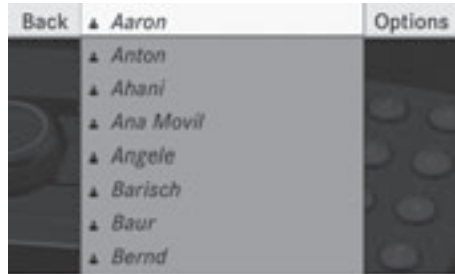 Back Aaron Options
Anton
Ahani
Ana Movil
Angele
Barisch
Baur
Bernd